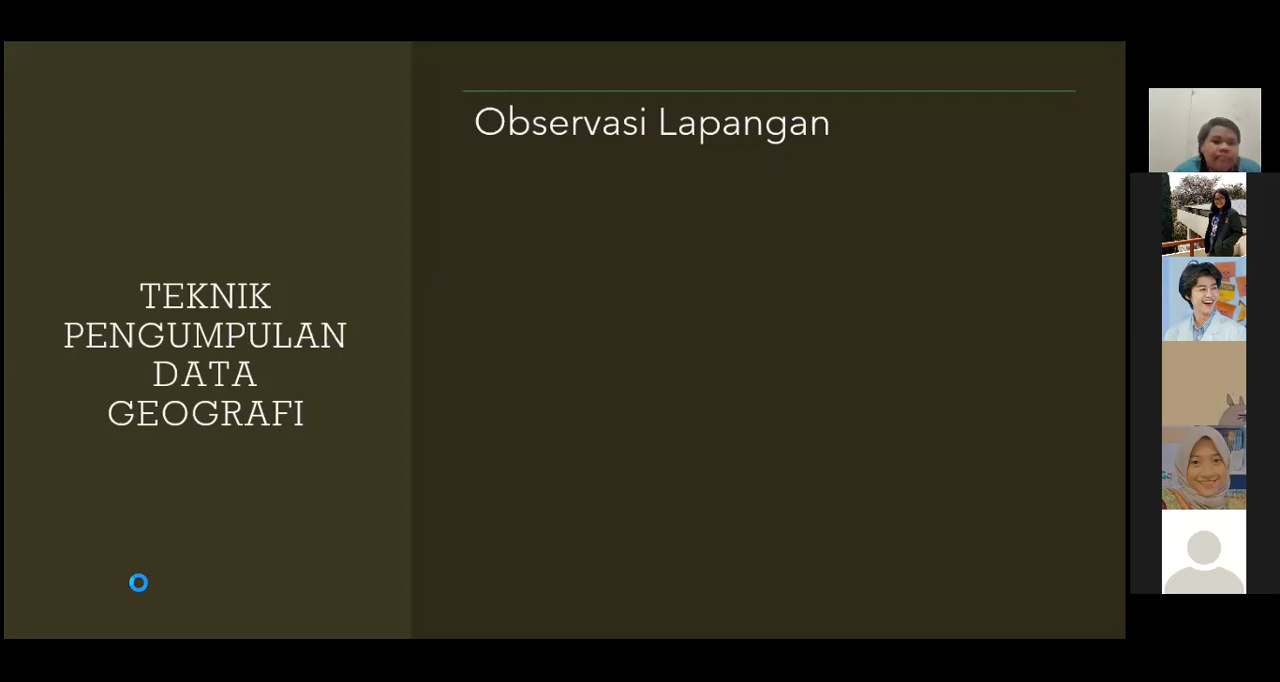 TEKNIK
PENGUMPULAN
DATA
GEOGRAFI
Observasi Lapangan